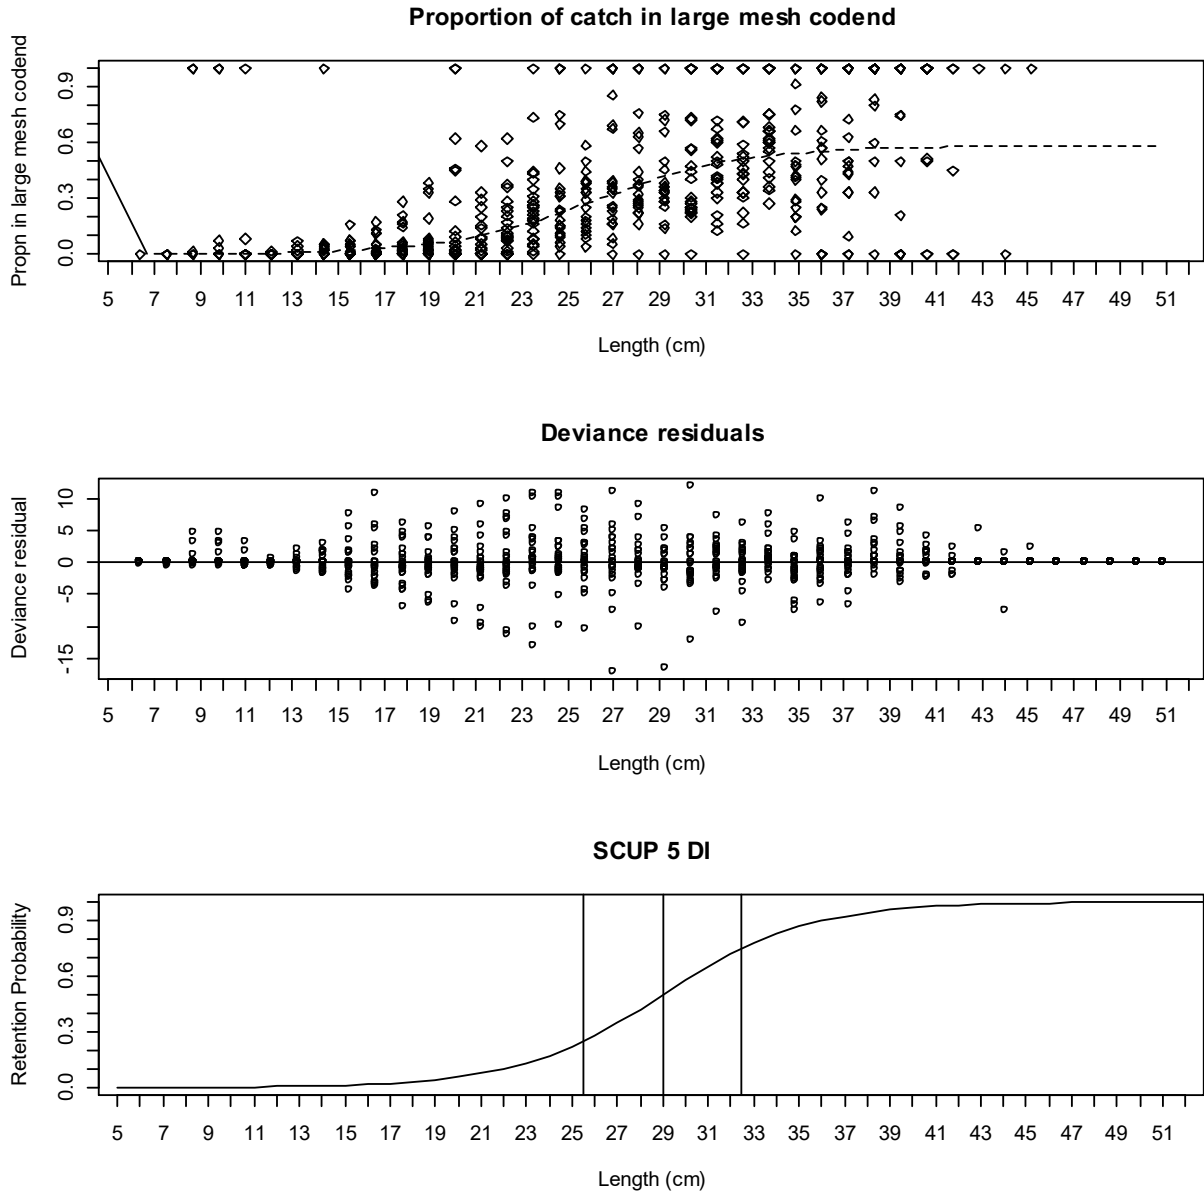 Proportion of catch in large mesh codend
Propn in large mesh codend
0.0 0.3 0.6 0.9
5 7 9 11 13 15 17 19 21 23 25 27 29 31 33 35 37 39 41 43 45 47 49 51
Length (cm)
Deviance residuals
Deviance residual
-15 -5 0 5 10
5 7 9 11 13 15 17 19 21 23 25 27 29 31 33 35 37 39 41 43 45 47 49 51
Length (cm)
SCUP 5 DI
Retention Probability
0.0 0.3 0.6 0.9
5 7 9 11 13 15 17 19 21 23 25 27 29 31 33 35 37 39 41 43 45 47 49 51
Length (cm)